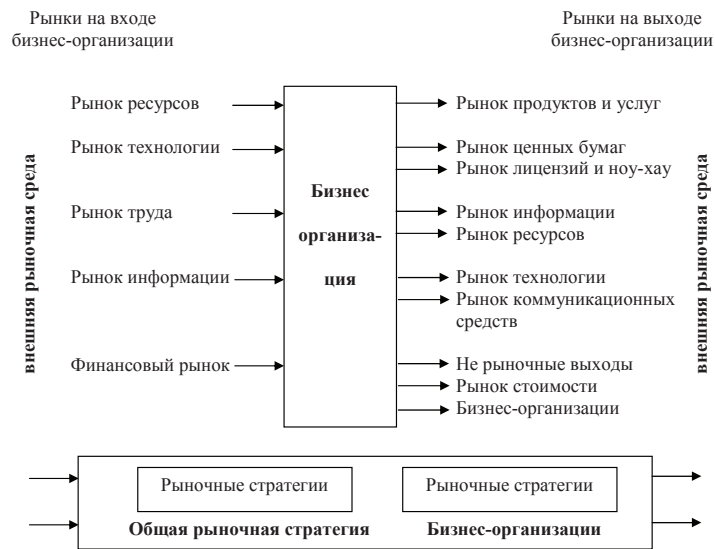 Рынки на входе
бизнес-организации
Рынки на выходе
бизнес-организации
внешняя рыночная среда
Рынок ресурсов
Рынок технологии
Рынок труда
Рынок информации
Финансовый рынок
Бизнес
организа-
ция
Рынок продуктов и услуг
Рынок ценных бумаг
Рынок лицензий и ноу-хау
Рынок информации
Рынок ресурсов
Рынок технологии
Рынок коммуникационных
средств
Не рыночные выходы
Рынок стоимости
Бизнес-организации
внешняя рыночная среда
Рыночные стратегии
Рыночные стратегии
Общая рыночная стратегия
Бизнес-организации